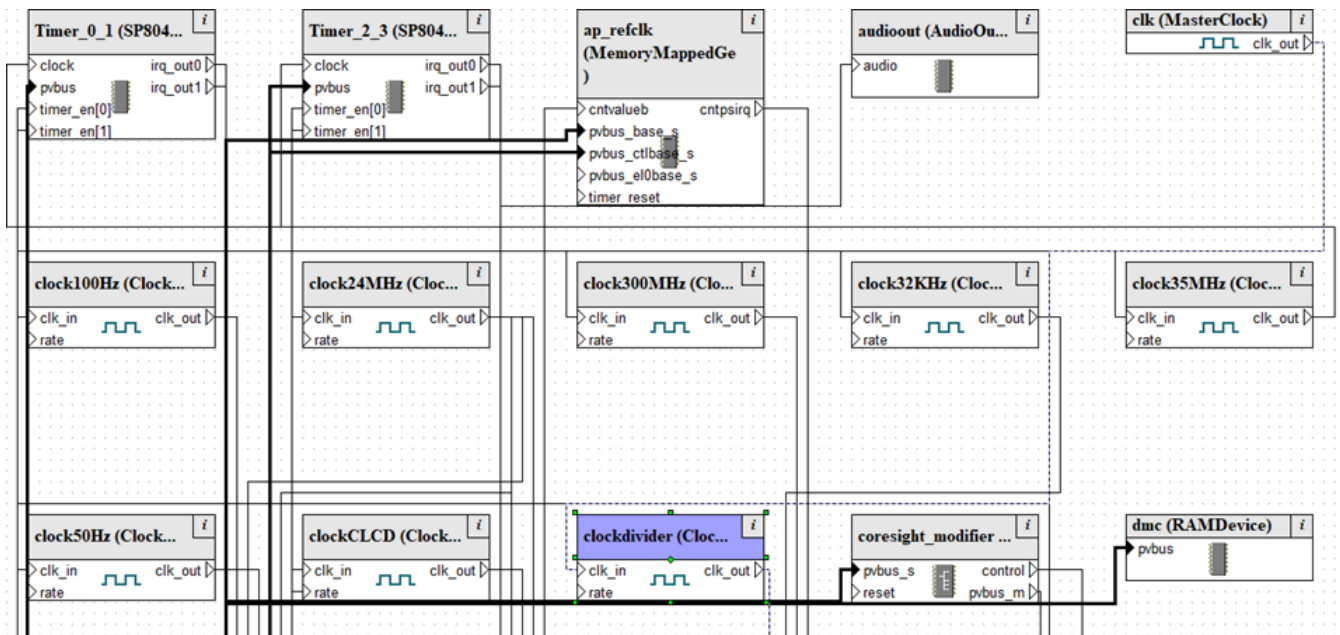 Timer_0_1 (SP804... i
clock irq_out0
pvbus irq_out1
timer_en[0]
timer_en[1]
Timer_2_3 (SP804... i
clock irq_out0
pvbus irq_out1
timer_en[0]
timer_en[1]
ap_refclk i
(MemoryMappedGe
)
cntvalueb cntpsirq
pvbus_base_s
pvbus_ctlbase_s
pvbus_el0base_s
timer_reset
audioout (AudioOu... i
audio
clk (MasterClock) i
clk_out
clock100Hz (Clock... i
clk_in clk_out
rate
clock24MHz (Cloc... i
clk_in clk_out
rate
clock300MHz (Clo... i
clk_in clk_out
rate
clock32KHz (Cloc... i
clk_in clk_out
rate
clock35MHz (Cloc... i
clk_in clk_out
rate
clock50Hz (Clock... i
clk_in clk_out
rate
clockCLCD (Clock... i
clk_in clk_out
rate
clockdivider (Cloc... i
clk_in clk_out
rate
coresight_modifier ... i
pvbus_s control
reset pvbus_m
dmc (RAMDevice) i
pvbus